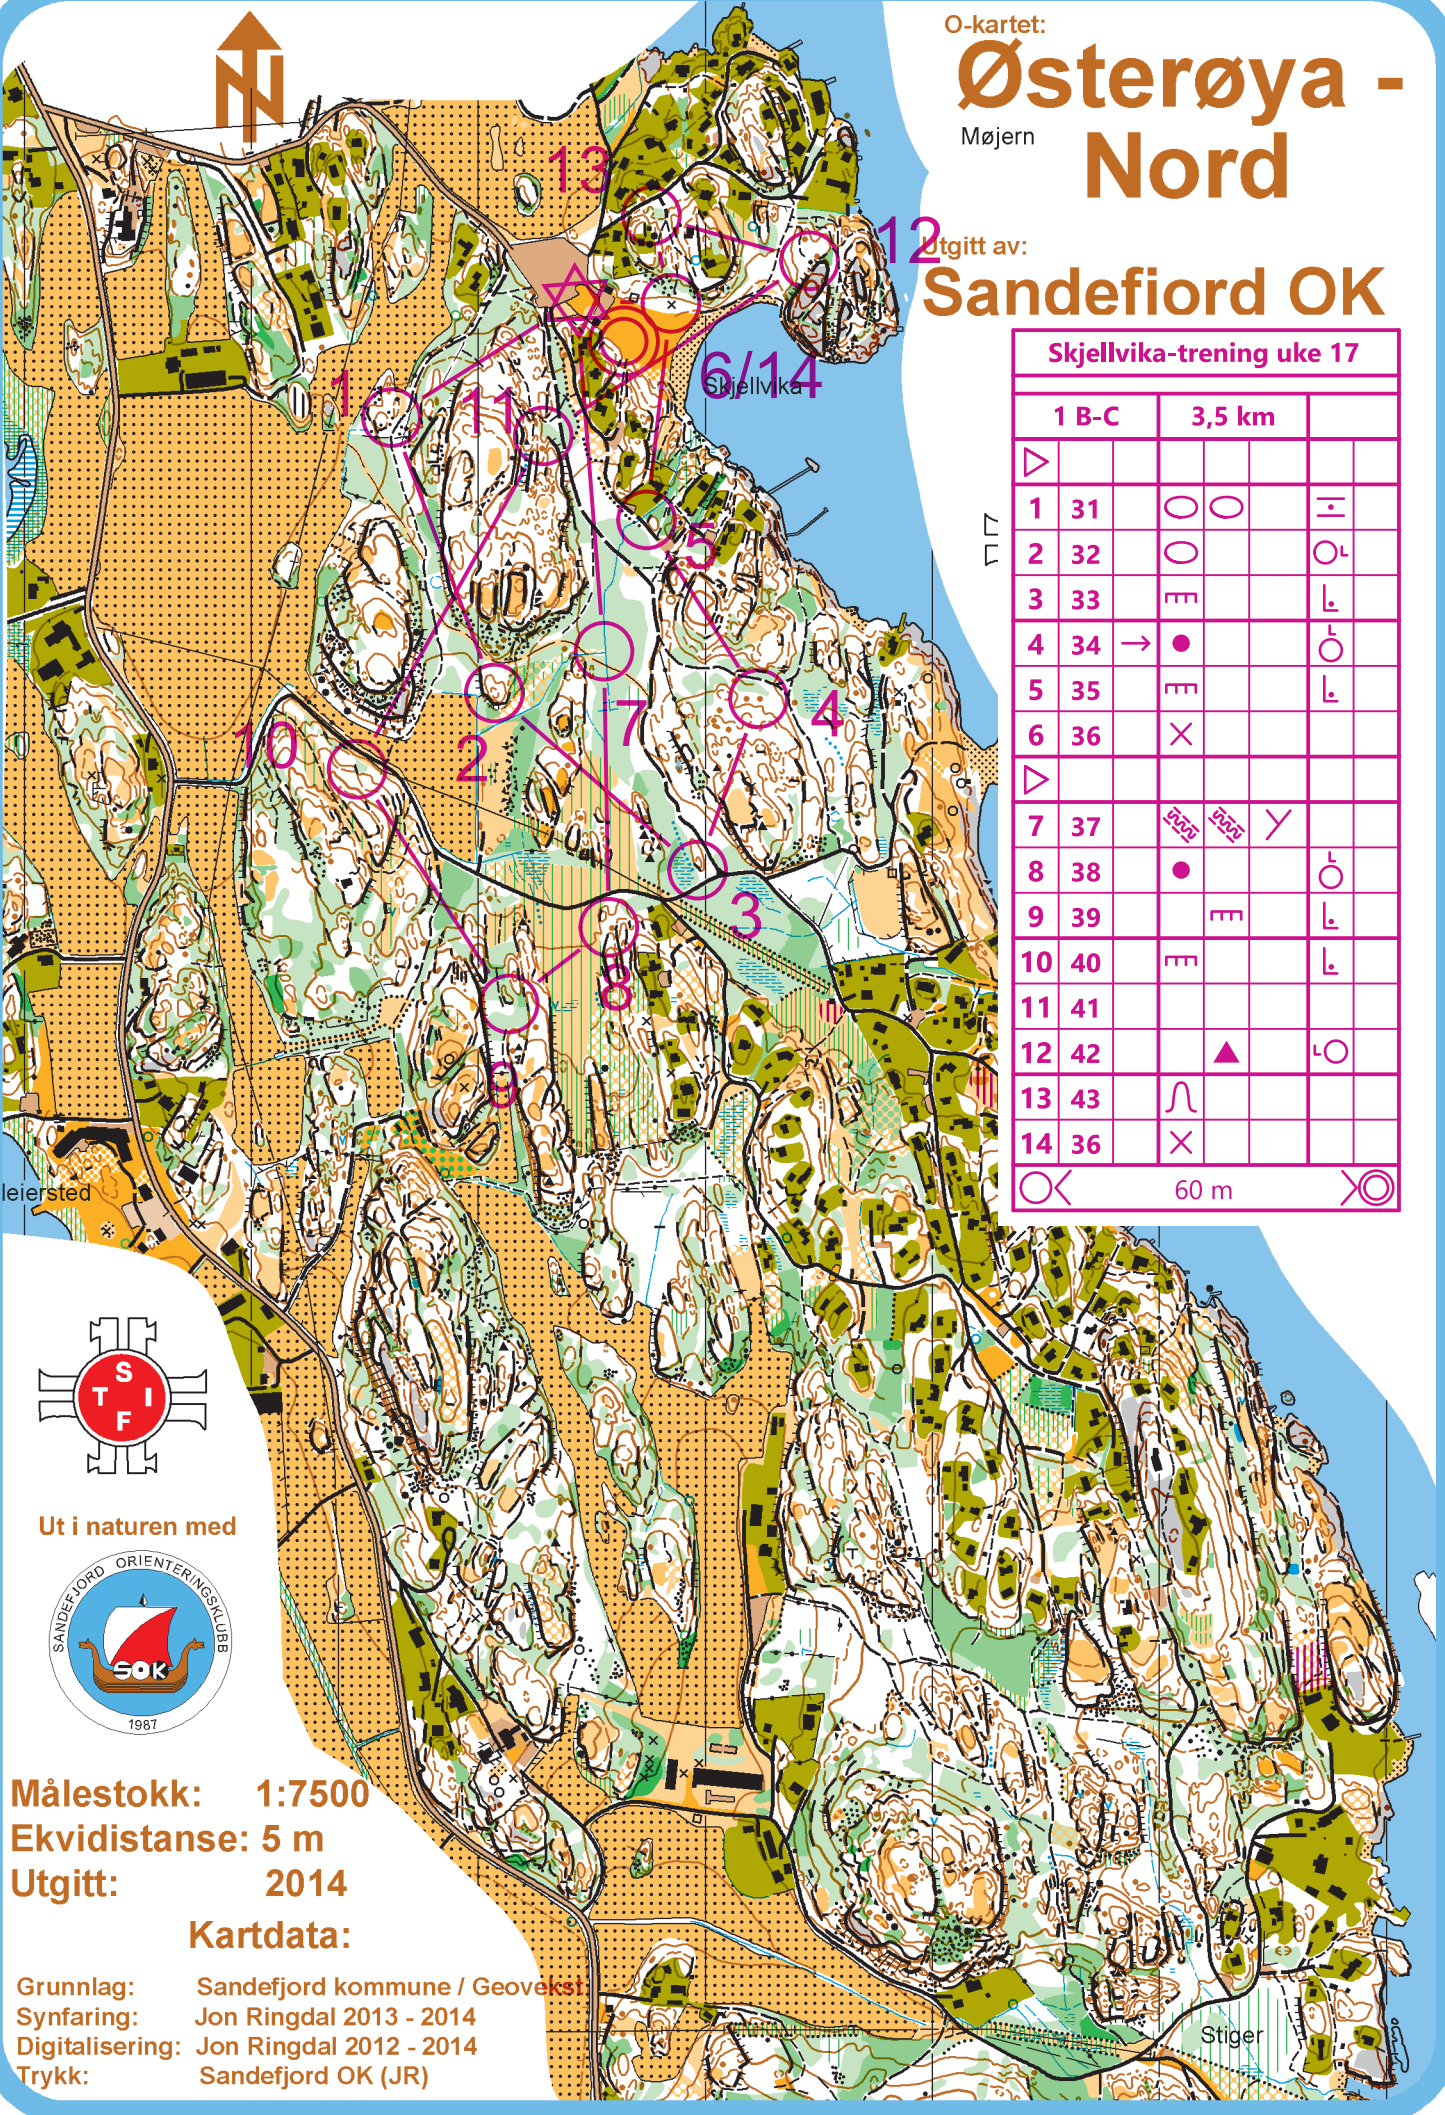 O-kartet:
Østerøya -
Møjern
Nord
Utgitt av:
Sandefiord OK
Skjellvika-trening uke 17
1 B-C 3,5 km
1 31
2 32
3 33
4 34
5 35
6 36
7 37
8 38
9 39
10 40
11 41
12 42
13 43
14 36
60 m
13
12
1
11
6/14
Skjellvika
5
10
2
7
4
3
8
9
leiersted
S
T I
F
Ut i naturen med
SANDEFJORD ORIENTERINGSKLUBB
SOK
1987
Målestokk: 1:7500
Ekvidistanse: 5 m
Utgitt: 2014
Kartdata:
Grunnlag: Sandefjord kommune / Geovekst
Synfaring: Jon Ringdal 2013 - 2014
Digitalisering: Jon Ringdal 2012 - 2014
Trykk: Sandefjord OK (JR)
Stiger